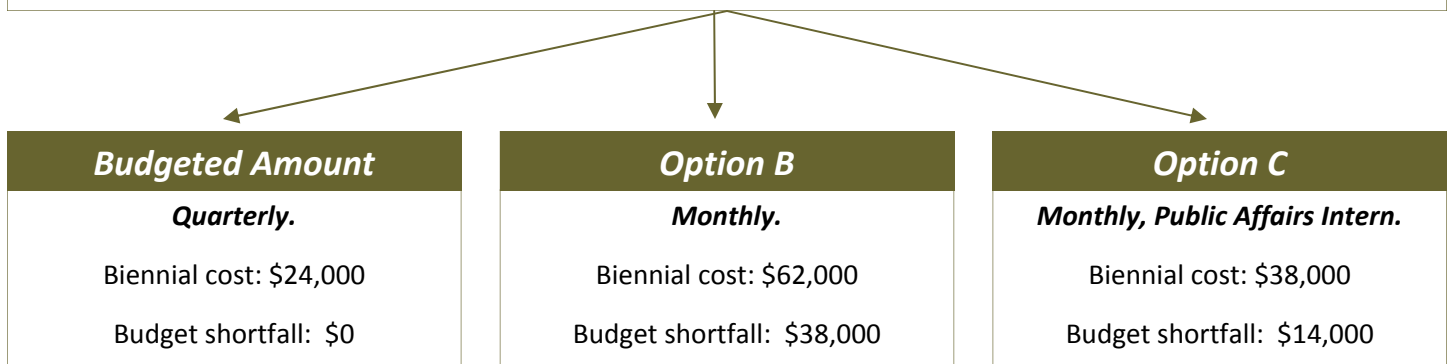 Budgeted Amount
Quarterly.
Biennial cost: $24,000
Budget shortfall:  $0
Option B
Monthly.
Biennial cost: $62,000
Budget shortfall:  $38,000
Option C
Monthly, Public Affairs Intern.
Biennial cost: $38,000
Budget shortfall:  $14,000